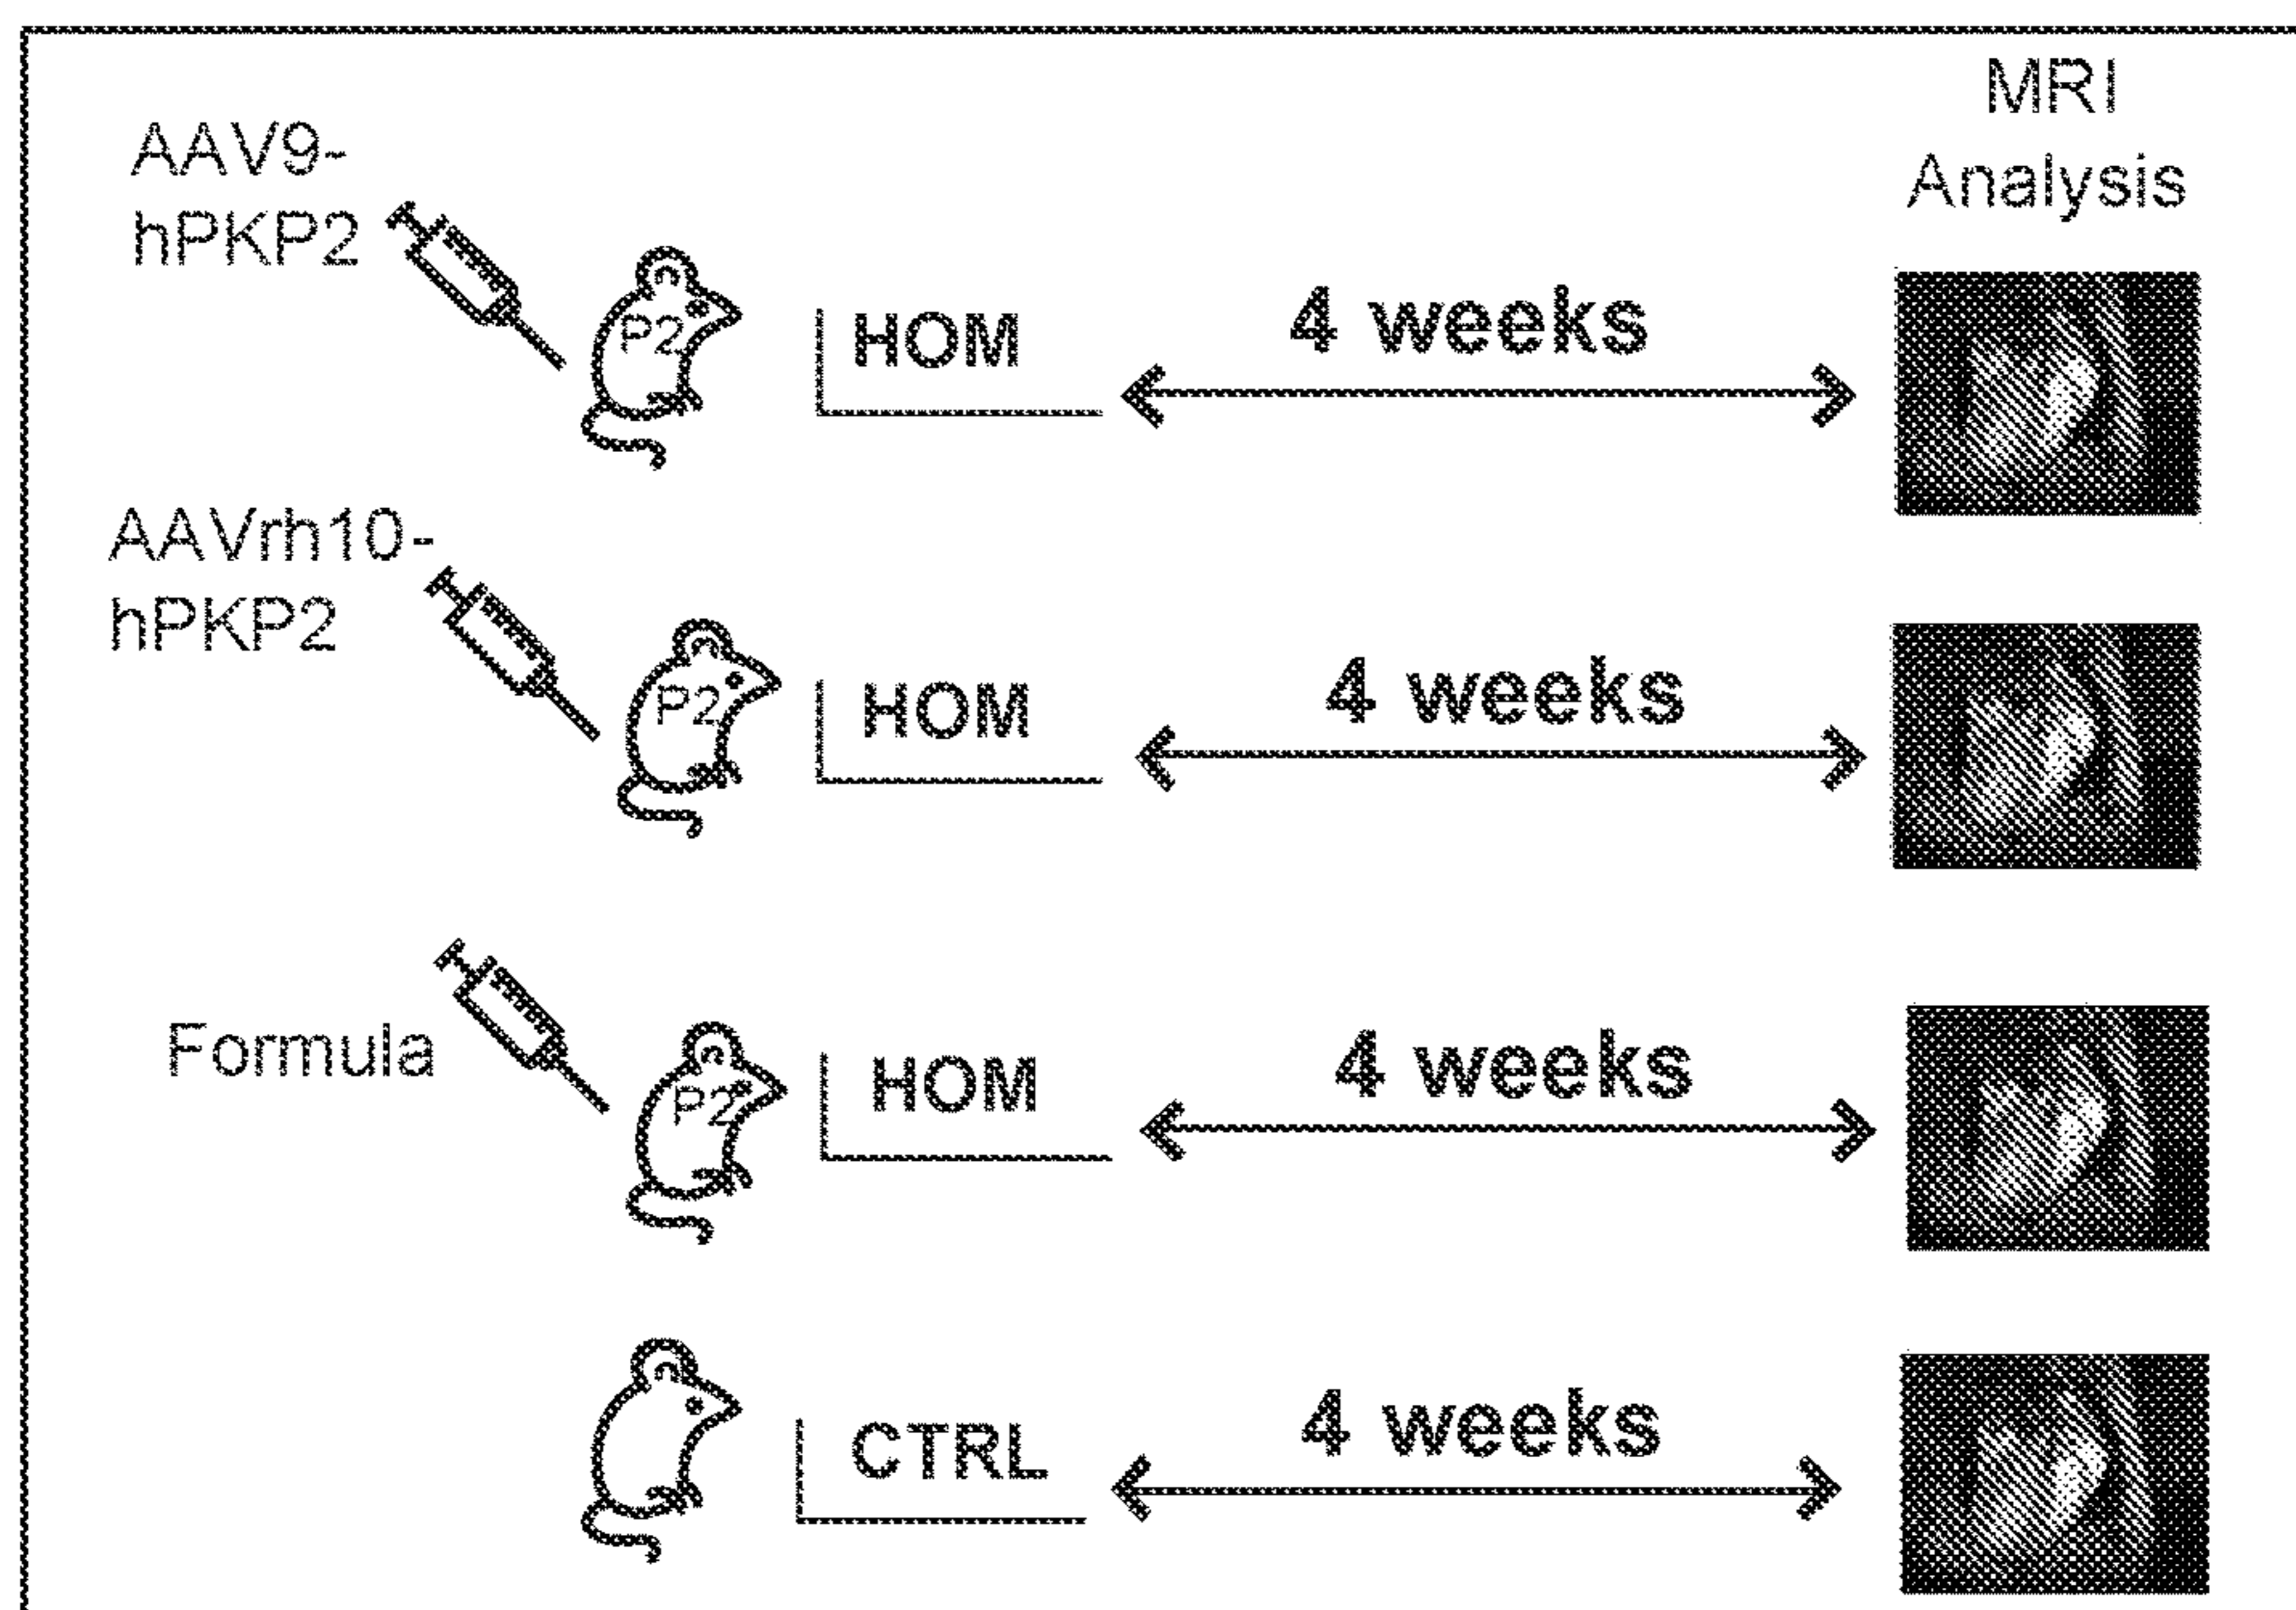 MRI
Analysis
AAV9-
hPKP2
P2
HOM
4 weeks
AAVrh10-
hPKP2
P2
HOM
4 weeks
Formula
P2
HOM
4 weeks
CTRL
4 weeks